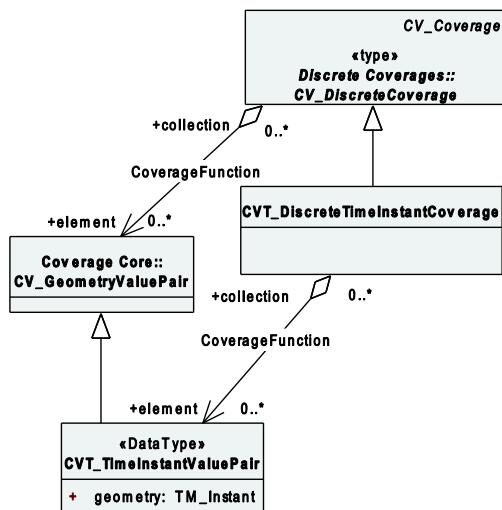 CV_Coverage
«type»
Discrete Coverages::
CV_DiscreteCoverage
+collection
0..*
CoverageFunction
+element
0..*
CVT_DiscreteTimeInstantCoverage
Coverage Core::
CV_GeometryValuePair
+collection
0..*
CoverageFunction
+element
0..*
«DataType»
CVT_TimeInstantValuePair
+ geometry: TM_Instant